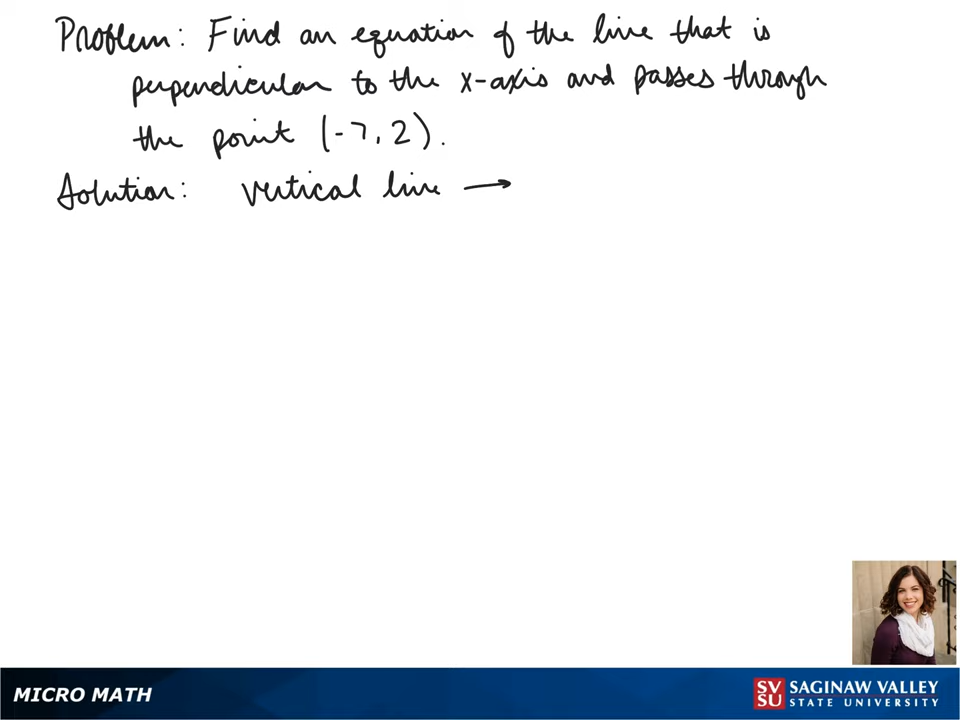 Problem: Find an equation of the line that is
perpendicular to the x-axis and passes through
the point (-7, 2).
Solution: vertical line →
MICRO MATH
SV SU SAGINAW VALLEY
STATE UNIVERSITY